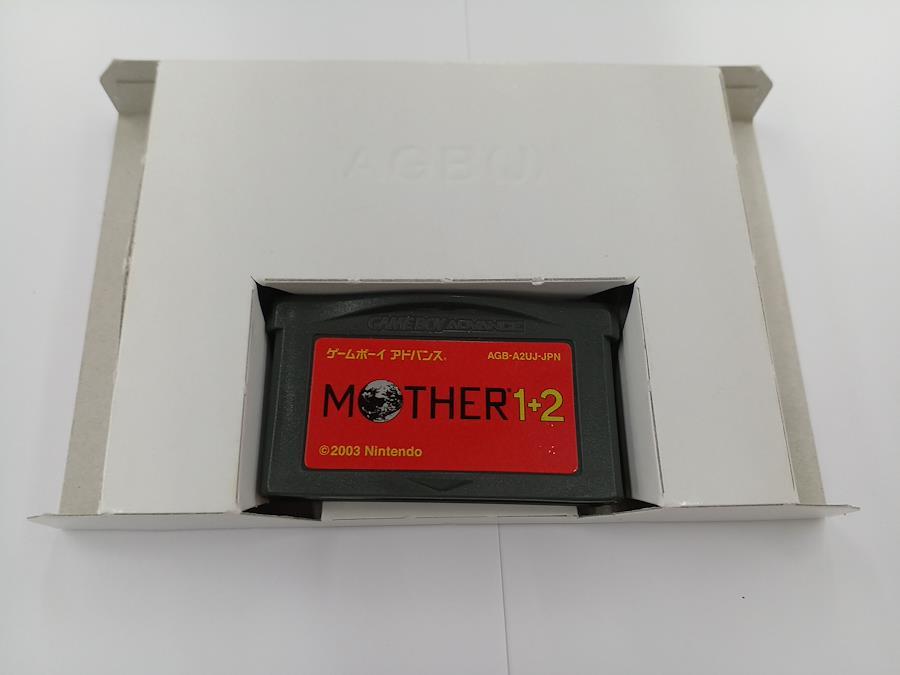 AGBUJ
GAME BOY ADVANCE
ゲームボーイ アドバンス® AGB-A2UJ-JPN
MOTHER® 1+2
©2003 Nintendo